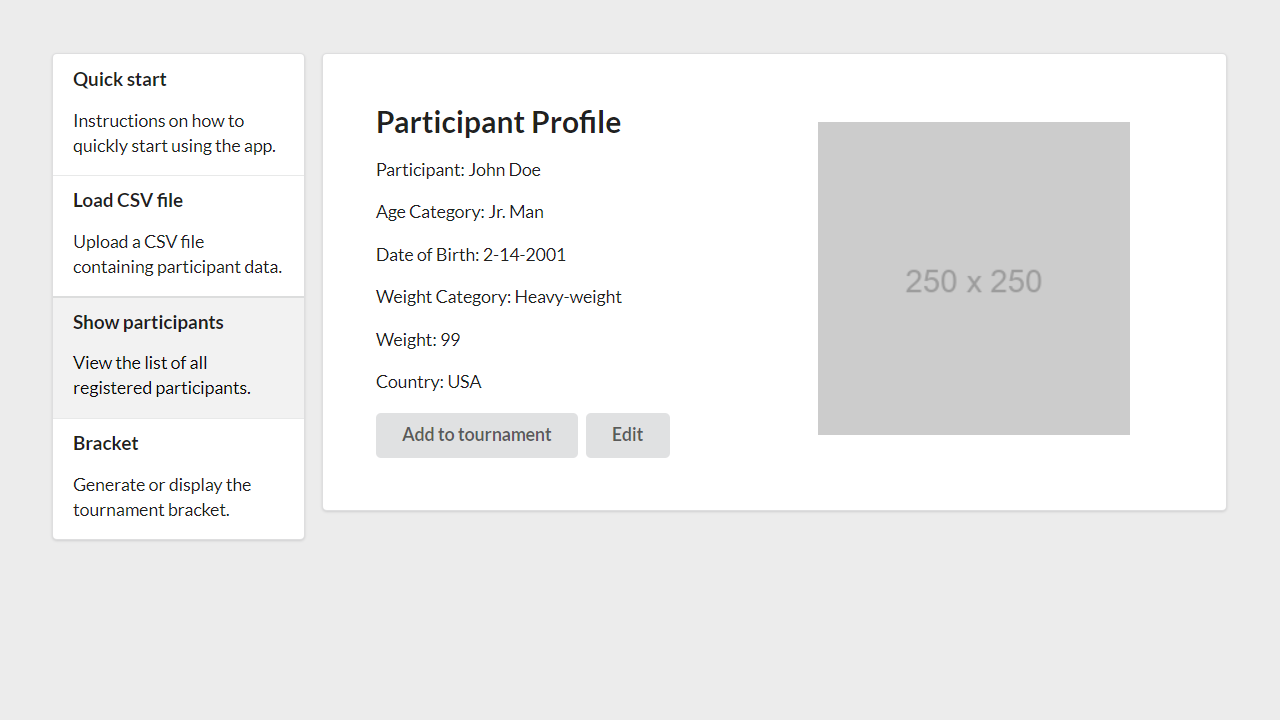 Quick start
Instructions on how to
quickly start using the app.
Load CSV file
Upload a CSV file
containing participant data.
Show participants
View the list of all
registered participants.
Bracket
Generate or display the
tournament bracket.
Participant Profile
Participant: John Doe
Age Category: Jr. Man
Date of Birth: 2-14-2001
Weight Category: Heavy-weight
Weight: 99
Country: USA
Add to tournament
Edit
250 x 250